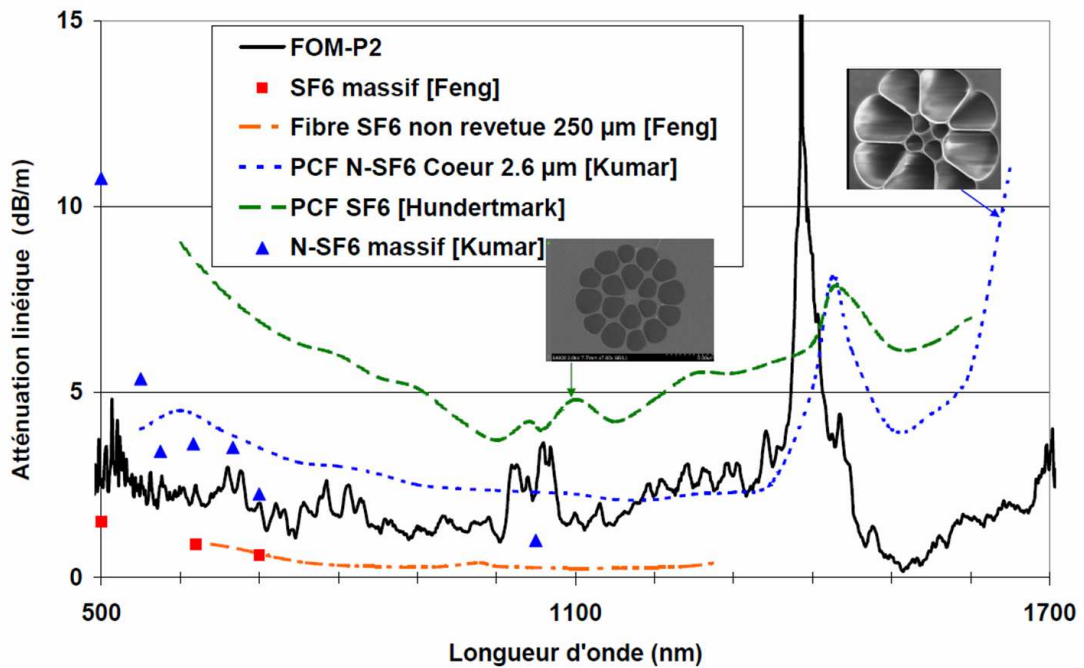 15
FOM-P2
SF6 massif [Feng]
Fibre SF6 non revetue 250 µm [Feng]
PCF N-SF6 Coeur 2.6 µm [Kumar]
PCF SF6 [Hundertmark]
N-SF6 massif [Kumar]
10
5
0
Atténuation linéique (dB/m)
500
1100
1700
Longueur d'onde (nm)